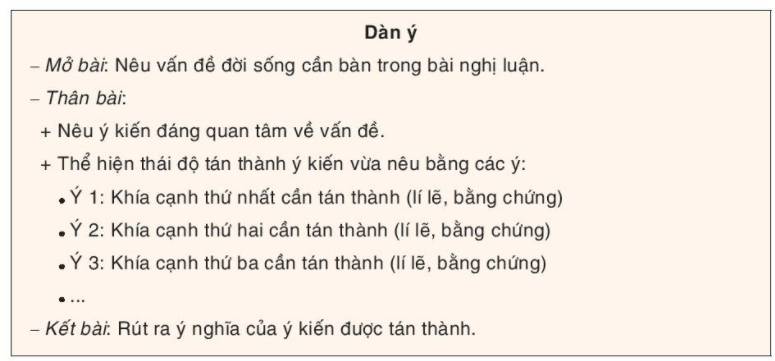 Dàn ý
– Mở bài: Nêu vấn đề đời sống cần bàn trong bài nghị luận.
– Thân bài:
+ Nêu ý kiến đáng quan tâm về vấn đề.
+ Thể hiện thái độ tán thành ý kiến vừa nêu bằng các ý:
• Ý 1: Khía cạnh thứ nhất cần tán thành (lí lẽ, bằng chứng)
• Ý 2: Khía cạnh thứ hai cần tán thành (lí lẽ, bằng chứng)
• Ý 3: Khía cạnh thứ ba cần tán thành (lí lẽ, bằng chứng)
• ...
– Kết bài: Rút ra ý nghĩa của ý kiến được tán thành.